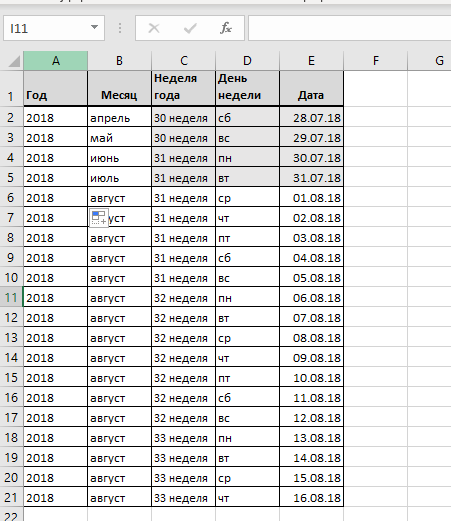 I11 fx
A B C D E F G
1 Год Месяц Неделя года День недели Дата
2 2018 апрель 30 неделя сб 28.07.18
3 2018 май 30 неделя вс 29.07.18
4 2018 июнь 31 неделя пн 30.07.18
5 2018 июль 31 неделя вт 31.07.18
6 2018 август 31 неделя ср 01.08.18
7 2018 31 неделя чт 02.08.18
8 2018 август 31 неделя пт 03.08.18
9 2018 август 31 неделя сб 04.08.18
10 2018 август 31 неделя вс 05.08.18
11 2018 август 32 неделя пн 06.08.18
12 2018 август 32 неделя вт 07.08.18
13 2018 август 32 неделя ср 08.08.18
14 2018 август 32 неделя чт 09.08.18
15 2018 август 32 неделя пт 10.08.18
16 2018 август 32 неделя сб 11.08.18
17 2018 август 32 неделя вс 12.08.18
18 2018 август 33 неделя пн 13.08.18
19 2018 август 33 неделя вт 14.08.18
20 2018 август 33 неделя ср 15.08.18
21 2018 август 33 неделя чт 16.08.18
22